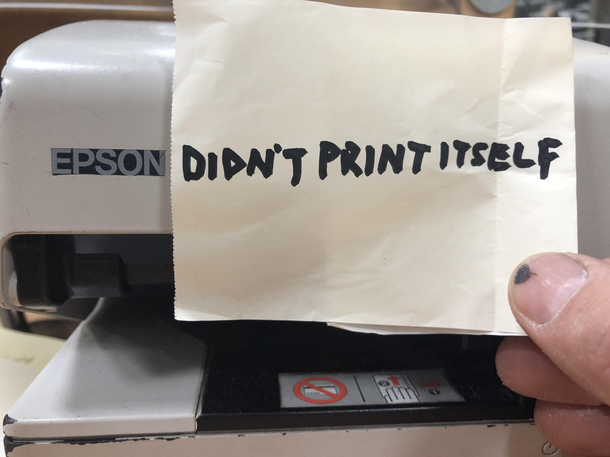 EPSON DIDN'T PRINT ITSELF